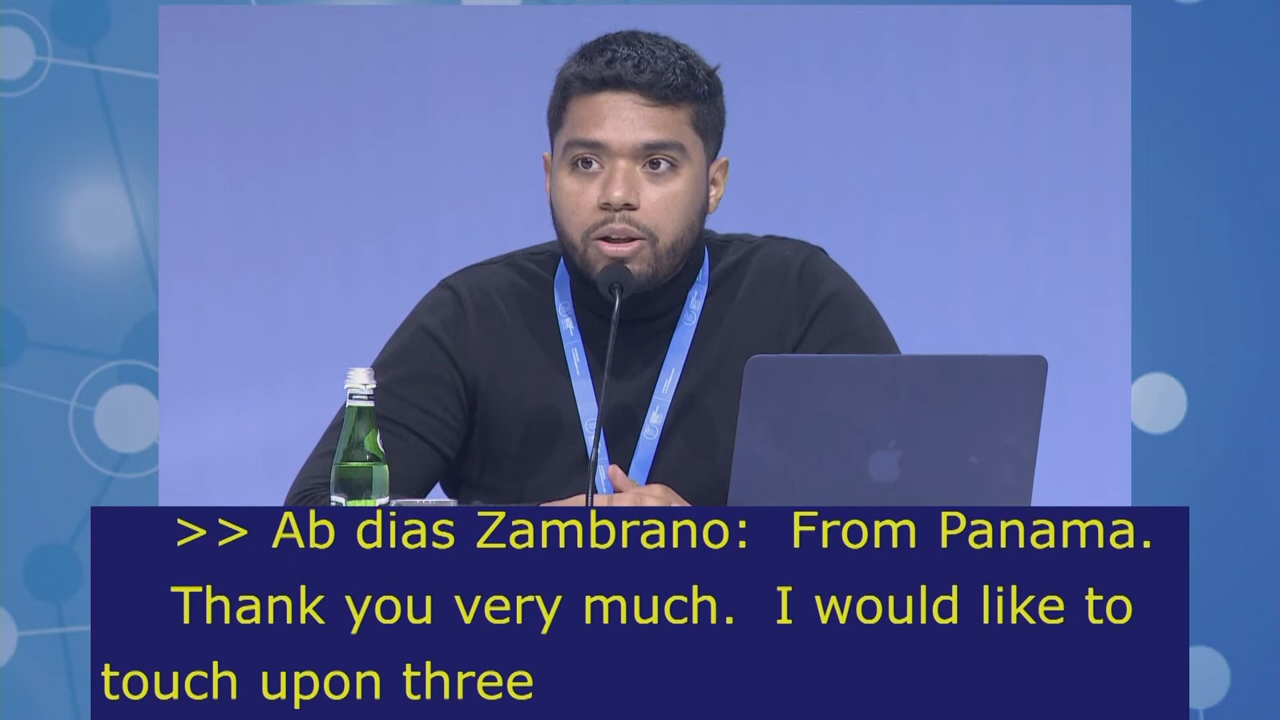 >> Ab dias Zambrano:  From Panama.
Thank you very much.  I would like to
touch upon three